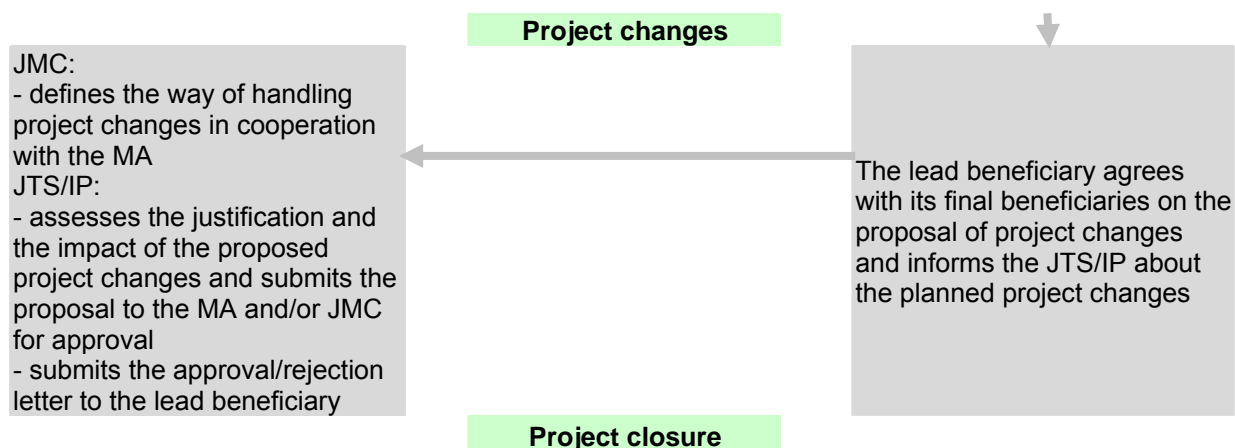 Project changes
JMC:
- defines the way of handling
project changes in cooperation
with the MA
JTS/IP:
- assesses the justification and
the impact of the proposed
project changes and submits the
proposal to the MA and/or JMC
for approval
- submits the approval/rejection
letter to the lead beneficiary
The lead beneficiary agrees
with its final beneficiaries on the
proposal of project changes
and informs the JTS/IP about
the planned project changes
Project closure